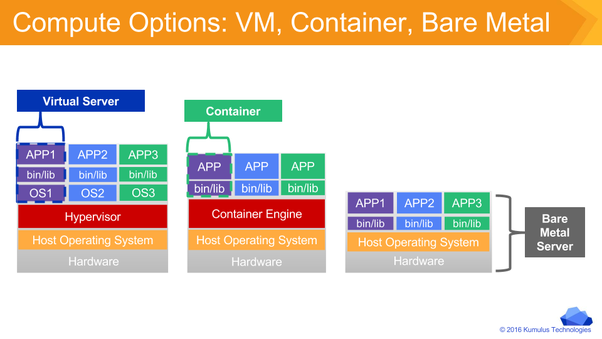 Compute Options: VM, Container, Bare Metal
Virtual Server
APP1 APP2 APP3
bin/lib bin/lib bin/lib
OS1 OS2 OS3
Hypervisor
Host Operating System
Hardware
Container
APP APP APP
bin/lib bin/lib bin/lib
Container Engine
Host Operating System
Hardware
APP1 APP2 APP3
bin/lib bin/lib bin/lib
Host Operating System
Hardware
Bare
Metal
Server
© 2016 Kumulus Technologies